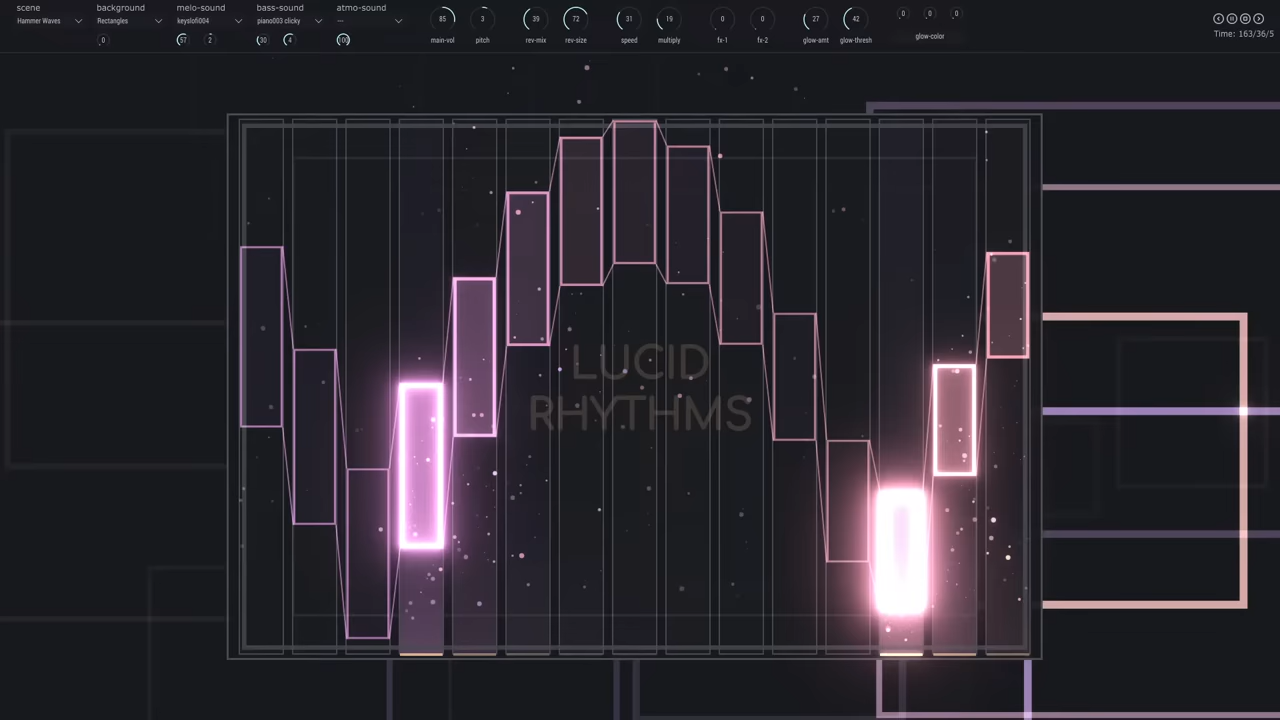 scene
Hammer Waves
background
Rectangles
0
melo-sound
keyslofi004
57 2
bass-sound
piano003 clicky
30 4
atmo-sound
---
100
85 3 39 72 31 19 0 0 27 42 0 0 0
main-vol pitch rev-mix rev-size speed multiply fx-1 fx-2 glow-amt glow-thresh glow-color
Time: 163/36/5
LUCID
RHYTHMS